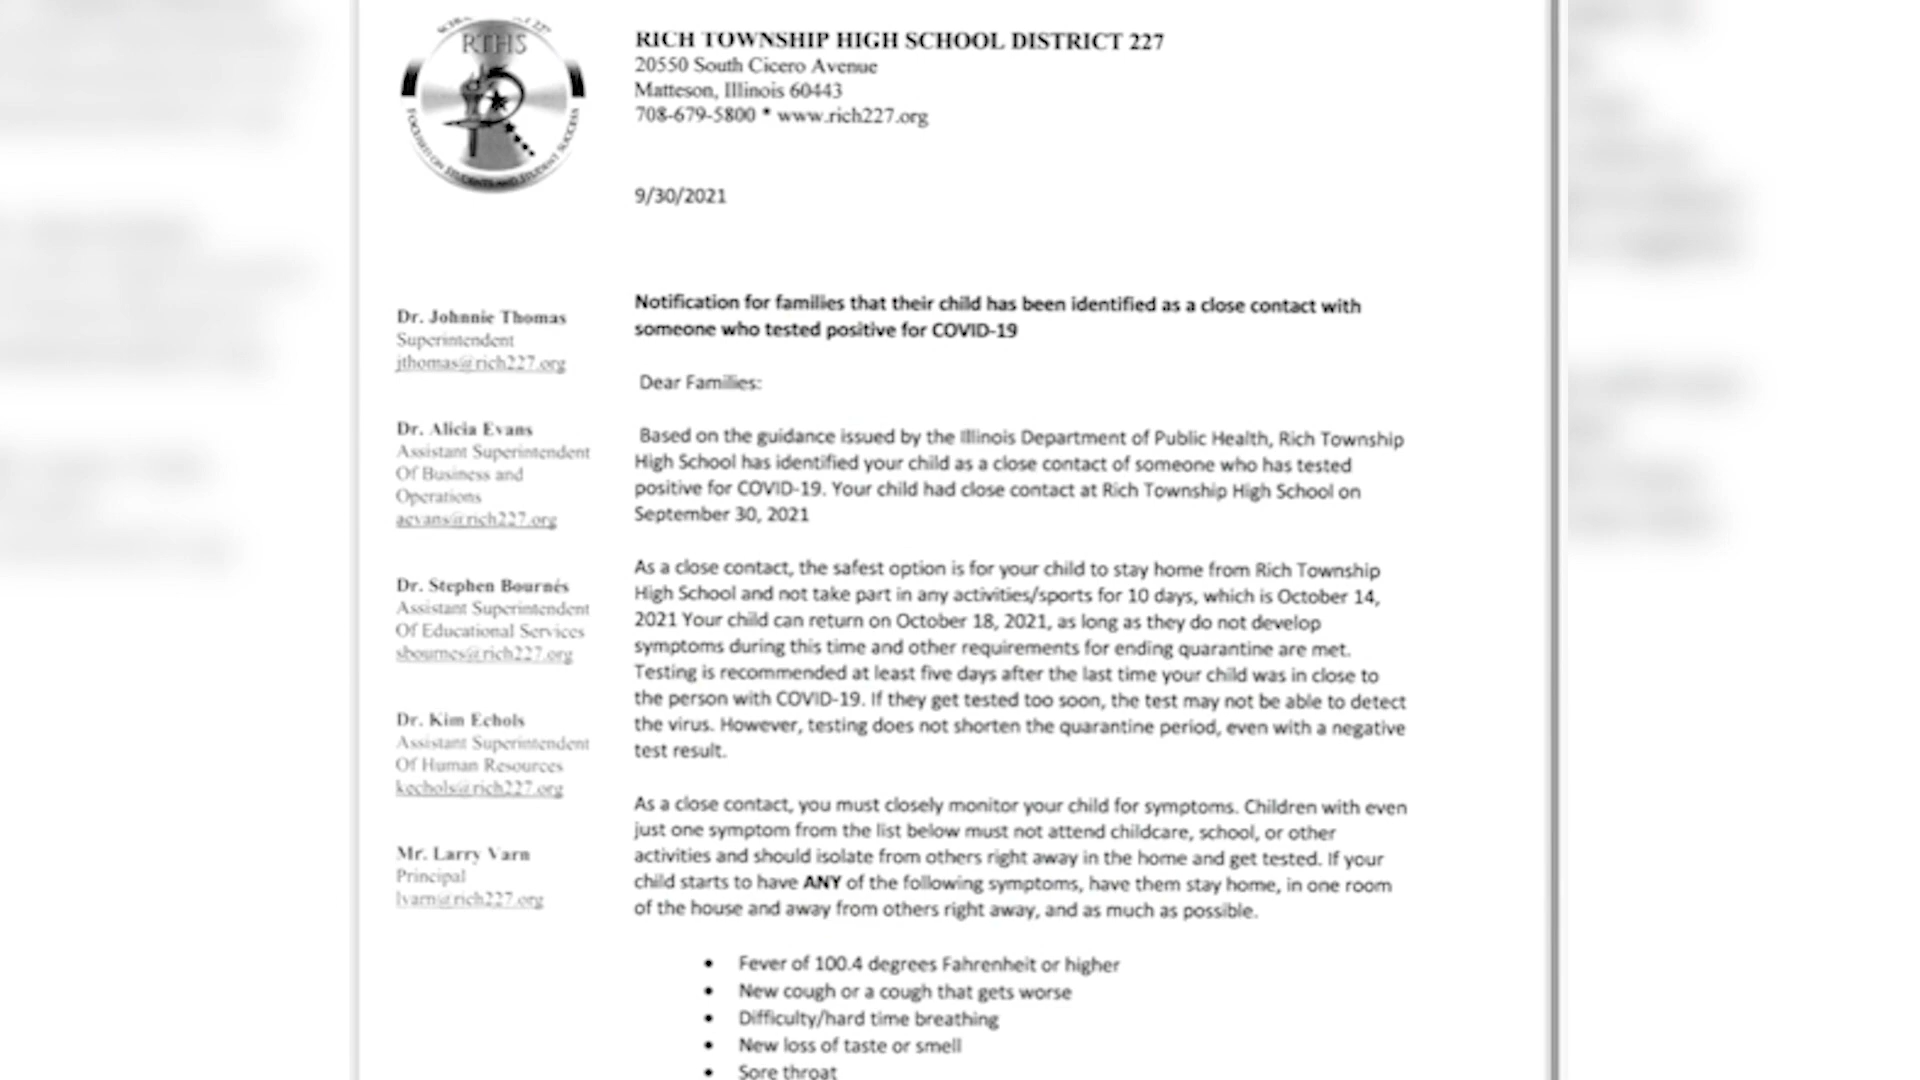 RTHS
FOCUSED ON STUDENTS AND STUDENT SUCCESS
RICH TOWNSHIP HIGH SCHOOL DISTRICT 227
20550 South Cicero Avenue
Matteson, Illinois 60443
708-679-5800 * www.rich227.org
9/30/2021
Dr. Johnnie Thomas
Superintendent
jthomas@rich227.org
Dr. Alicia Evans
Assistant Superintendent
Of Business and
Operations
aevans@rich227.org
Dr. Stephen Bournés
Assistant Superintendent
Of Educational Services
sbournes@rich227.org
Dr. Kim Echols
Assistant Superintendent
Of Human Resources
kechols@rich227.org
Mr. Larry Varn
Principal
lvarn@rich227.org
Notification for families that their child has been identified as a close contact with
someone who tested positive for COVID-19
Dear Families:
Based on the guidance issued by the Illinois Department of Public Health, Rich Township
High School has identified your child as a close contact of someone who has tested
positive for COVID-19. Your child had close contact at Rich Township High School on
September 30, 2021
As a close contact, the safest option is for your child to stay home from Rich Township
High School and not take part in any activities/sports for 10 days, which is October 14,
2021 Your child can return on October 18, 2021, as long as they do not develop
symptoms during this time and other requirements for ending quarantine are met.
Testing is recommended at least five days after the last time your child was in close to
the person with COVID-19. If they get tested too soon, the test may not be able to detect
the virus. However, testing does not shorten the quarantine period, even with a negative
test result.
As a close contact, you must closely monitor your child for symptoms. Children with even
just one symptom from the list below must not attend childcare, school, or other
activities and should isolate from others right away in the home and get tested. If your
child starts to have ANY of the following symptoms, have them stay home, in one room
of the house and away from others right away, and as much as possible.
• Fever of 100.4 degrees Fahrenheit or higher
• New cough or a cough that gets worse
• Difficulty/hard time breathing
• New loss of taste or smell
• Sore throat